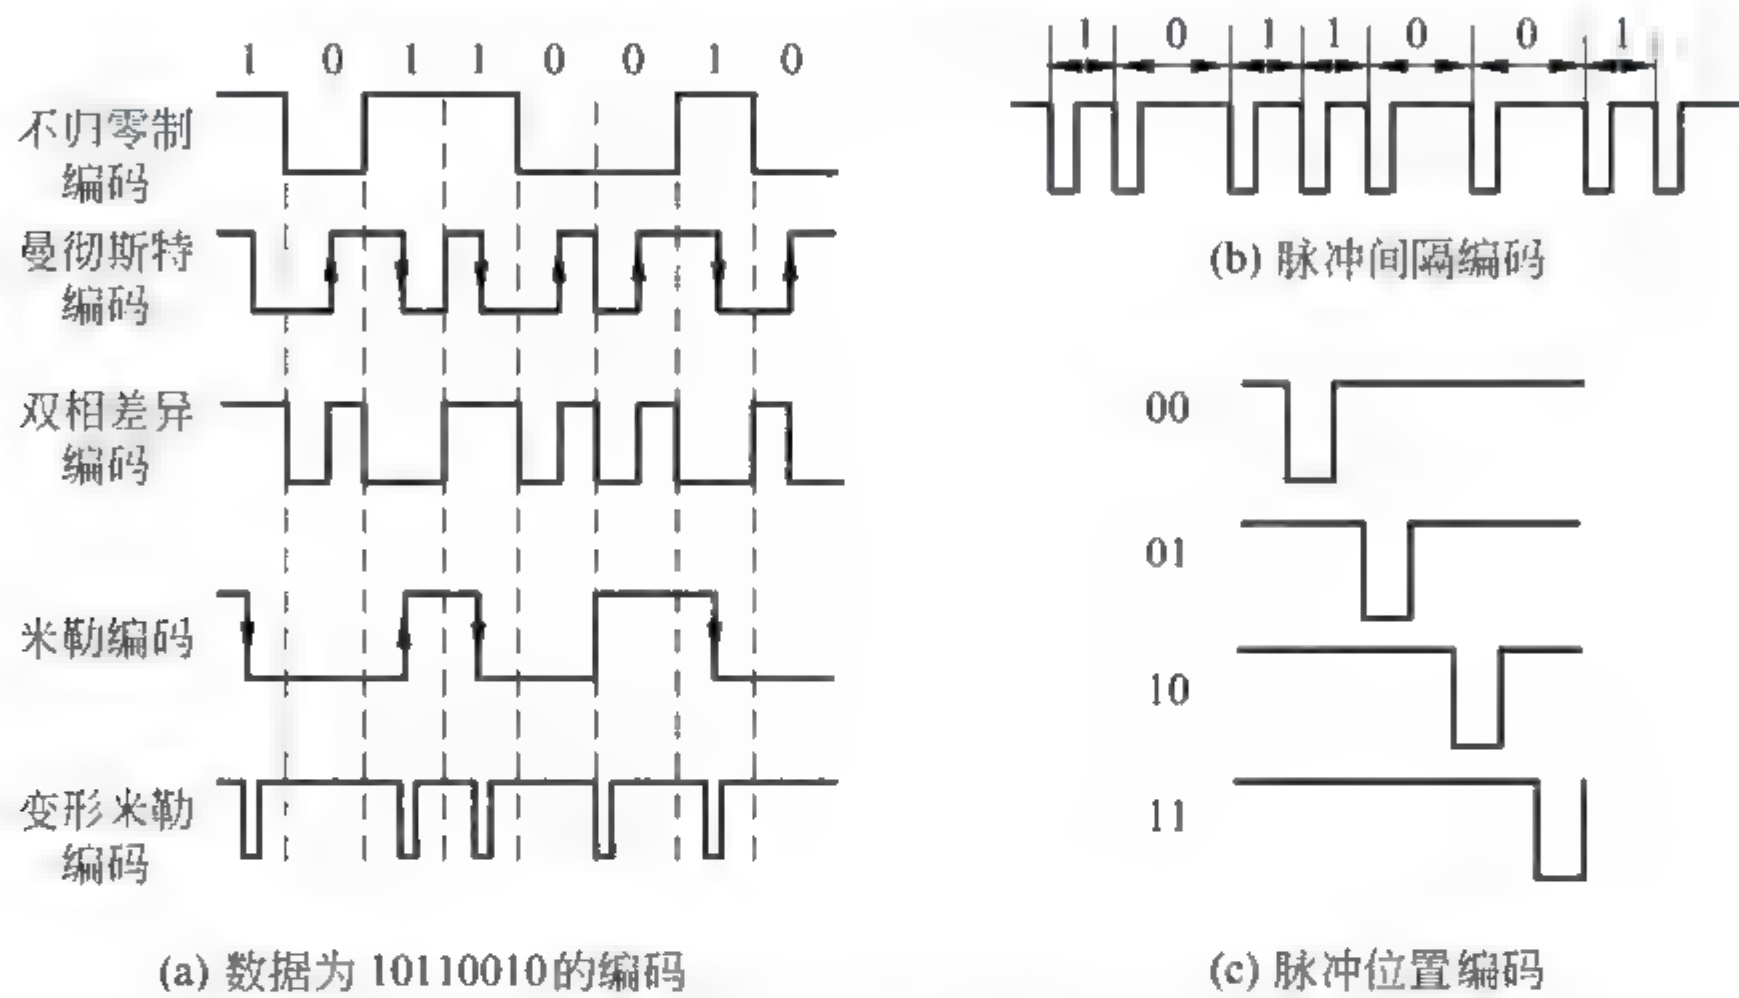 1 0 1 1 0 0 1 0
不归零制
编码
曼彻斯特
编码
双相差异
编码
米勒编码
变形米勒
编码
(a) 数据为 10110010的编码
1 0 1 1 0 0 1
(b) 脉冲间隔编码
00
01
10
11
(c) 脉冲位置编码